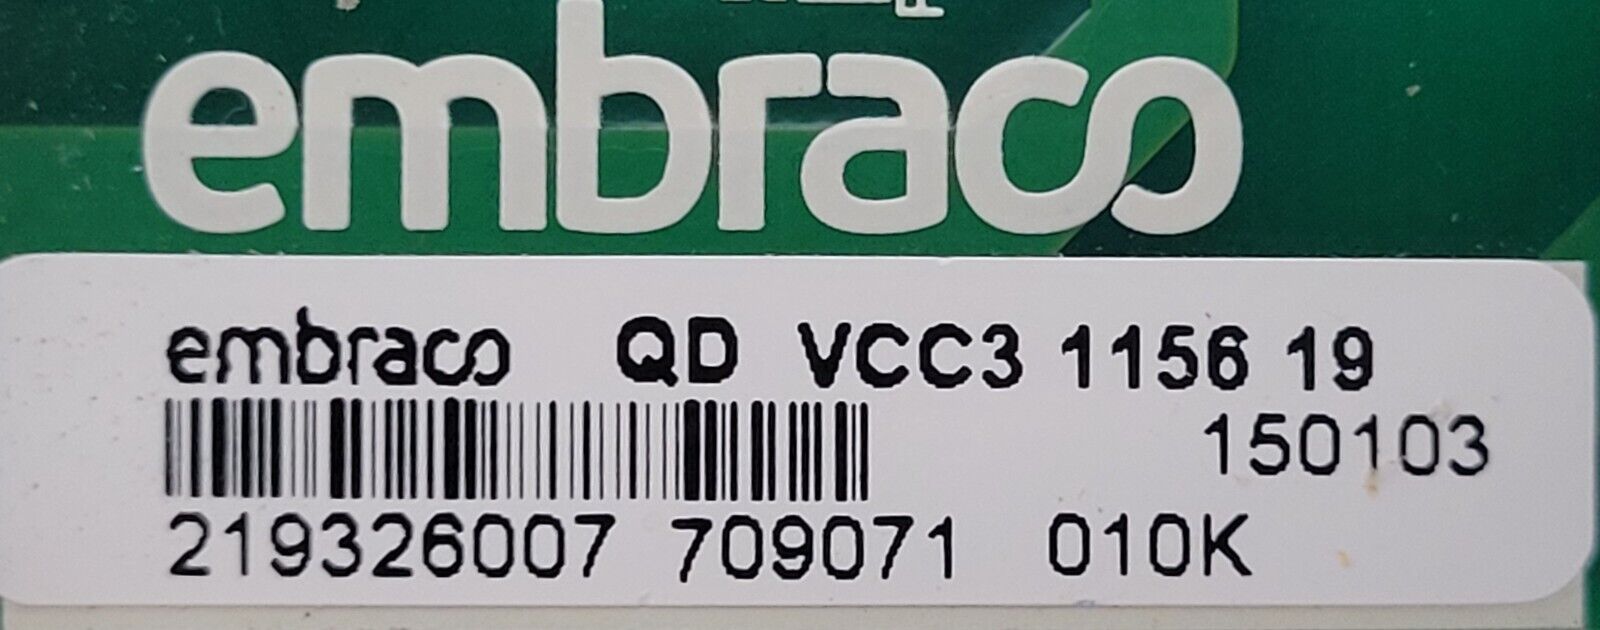 embraco
embraco QD VCC3 1156 19
150103
219326007 709071 010K